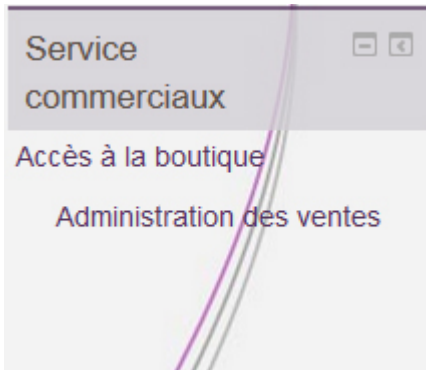 Service
commerciaux
Accès à la boutique
Administration des ventes